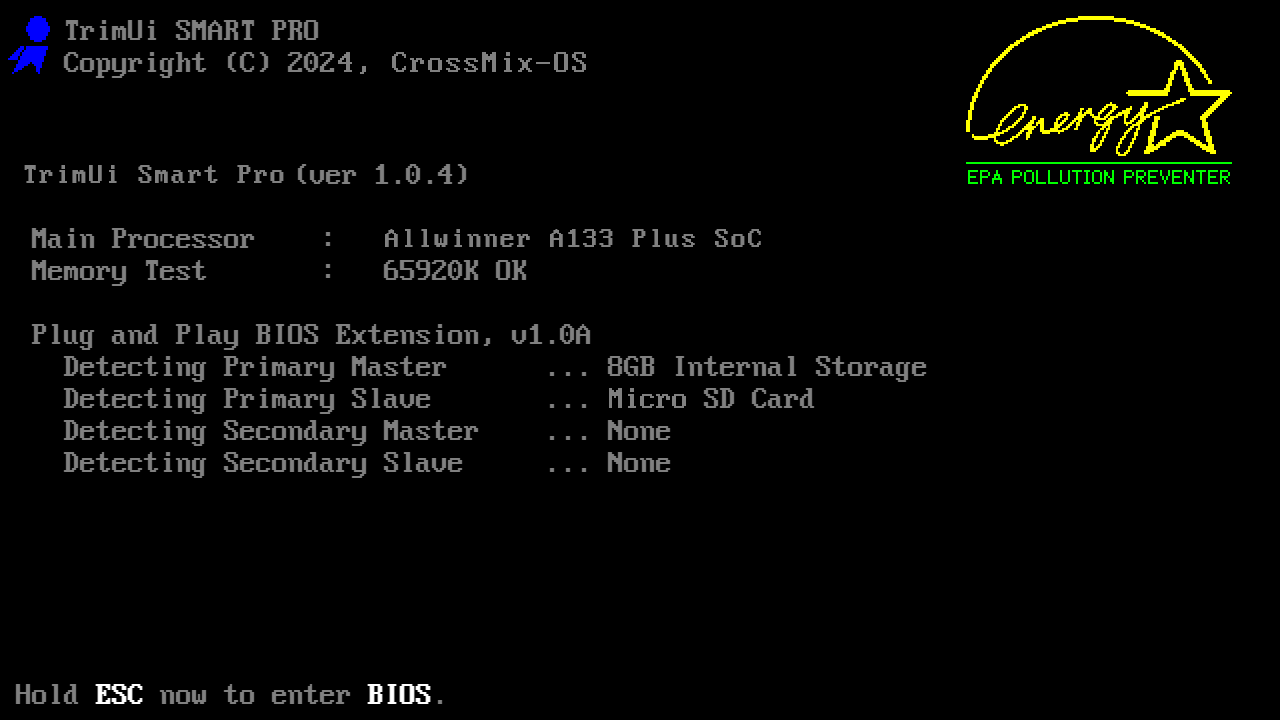 TrimUi SMART PRO
Copyright (C) 2024, CrossMix-OS
energy
EPA POLLUTION PREVENTER
TrimUi Smart Pro (ver 1.0.4)
Main Processor : Allwinner A133 Plus SoC
Memory Test : 65920K OK
Plug and Play BIOS Extension, v1.0A
Detecting Primary Master ... 8GB Internal Storage
Detecting Primary Slave ... Micro SD Card
Detecting Secondary Master ... None
Detecting Secondary Slave ... None
Hold ESC now to enter BIOS.